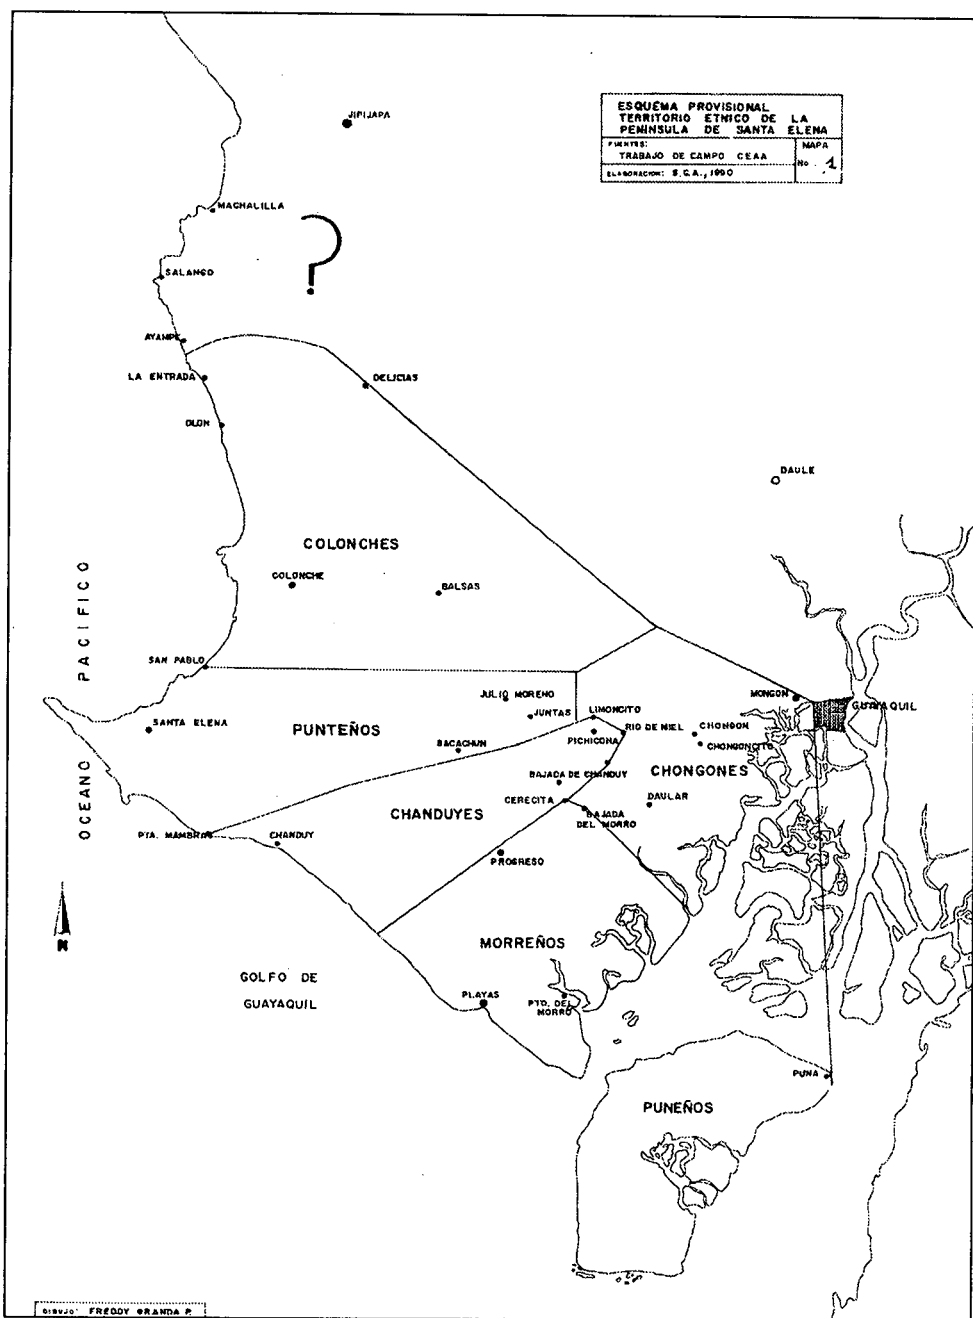 ESQUEMA PROVISIONAL
TERRITORIO ETNICO DE LA
PENINSULA DE SANTA ELENA
FUENTES:
TRABAJO DE CAMPO CEAA
MAPA
No. 1
ELABORACION: S.C.A., 1990
JIPIJAPA
MACHALILLA
?
SALANGO
AYAMPE
LA ENTRADA
DELICIAS
OLON
DAULE
COLONCHES
COLONCHE
BALSAS
OCEANO PACIFICO
SAN PABLO
JULIO MORENO
MONGON
GUAYAQUIL
SANTA ELENA
PUNTEÑOS
JUNTAS
LIMONCITO
RIO DE MIEL
CHONGON
PICHICONA
CHONGONCITO
BACACHUN
BAJADA DE CHANDUY
CHONGONES
CERECITA
DAULAR
CHANDUYES
BAJADA
DEL MORRO
PTA. MAMBRA
CHANDUY
PROGRESO
N
MORREÑOS
GOLFO DE
GUAYAQUIL
PLAYAS
PTO. DEL
MORRO
PUNA
PUNEÑOS
DIBUJO: FREDDY GRANDA P.